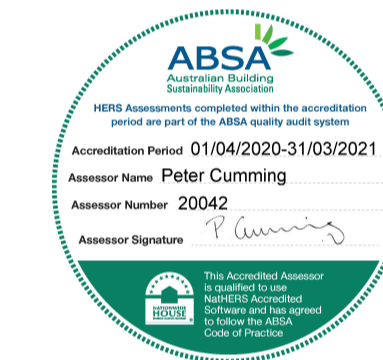 ABSA
Australian Building
Sustainability Association
HERS Assessments completed within the accreditation
period are part of the ABSA quality audit system
Accreditation Period 01/04/2020-31/03/2021
Assessor Name Peter Cumming
Assessor Number 20042
Assessor Signature P Cumming
This Accredited Assessor
is qualified to use
NatHERS Accredited
Software and has agreed
to follow the ABSA
Code of Practice
NATIONWIDE
HOUSE